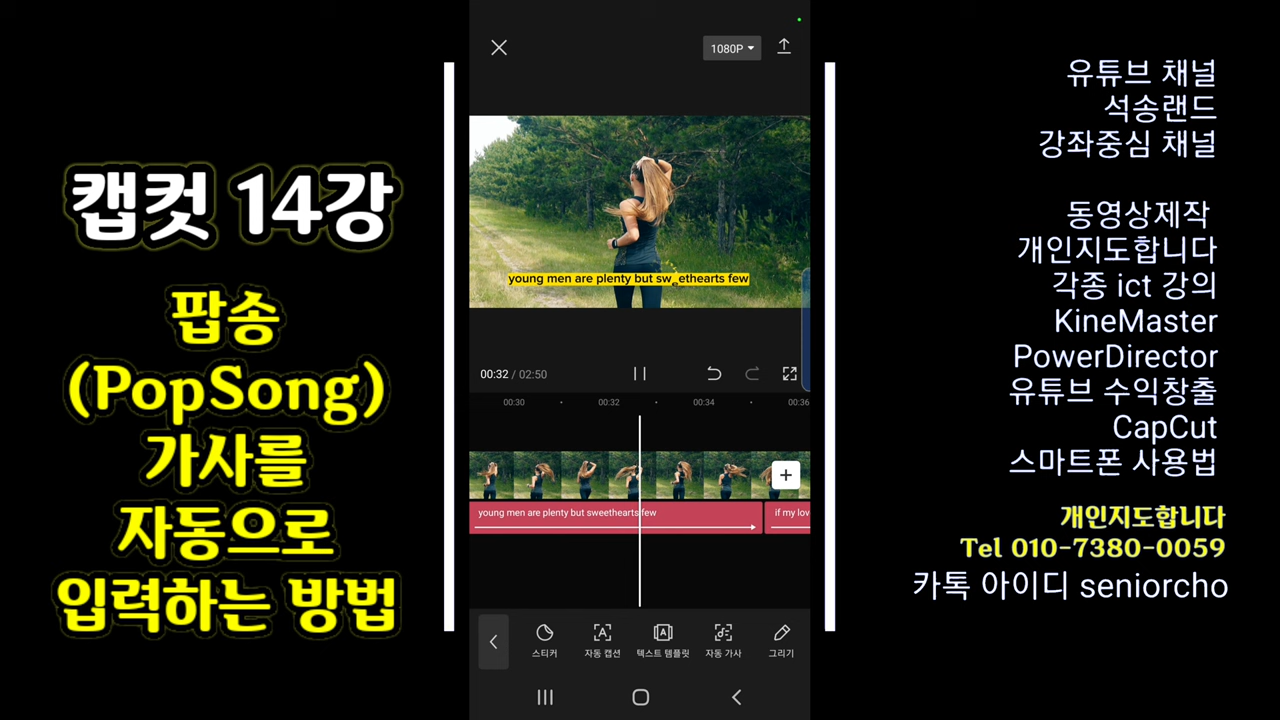 캡컷 14강
팝송
(PopSong)
가사를
자동으로
입력하는 방법
1080P
young men are plenty but sweethearts few
00:32 / 02:50
00:30
00:32
00:34
00:36
young men are plenty but sweethearts few
if my lov
스티커
자동 캡션
텍스트 템플릿
자동 가사
그리기
유튜브 채널
석송랜드
강좌중심 채널
동영상제작
개인지도합니다
각종 ict 강의
KineMaster
PowerDirector
유튜브 수익창출
CapCut
스마트폰 사용법
개인지도합니다
Tel 010-7380-0059
카톡 아이디 seniorcho